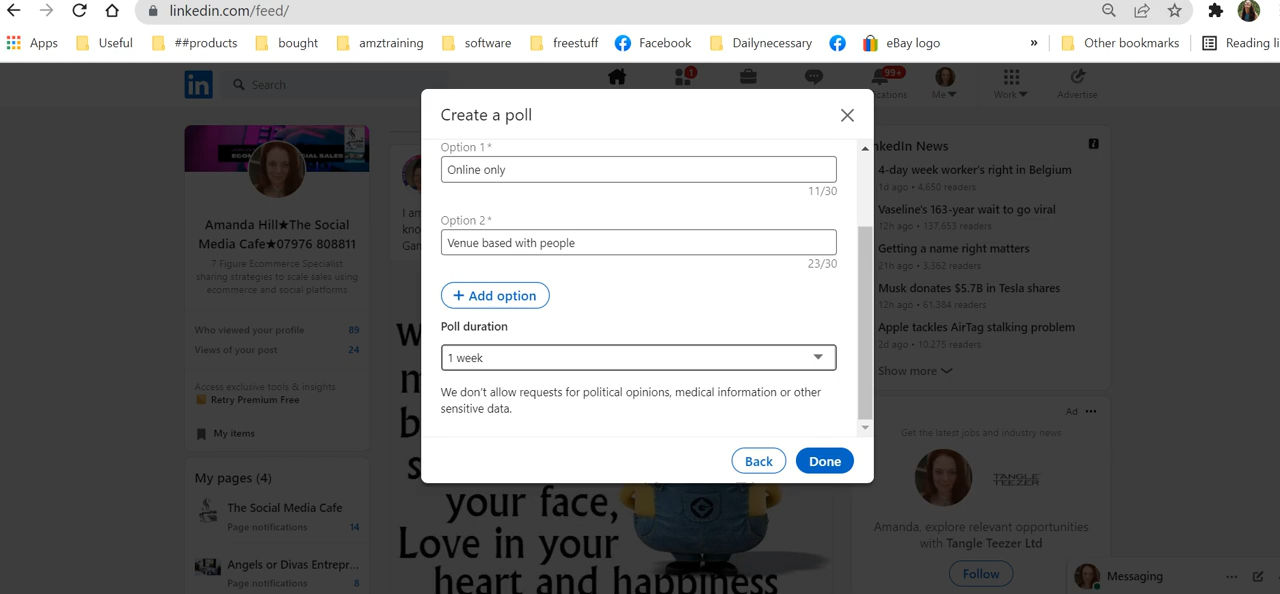 linkedin.com/feed/
Apps
Useful
##products
bought
amztraining
software
freestuff
Facebook
Dailynecessary
eBay logo
»
Other bookmarks
Reading li
in
Search
1
99+
ications
Me
Work
Advertise
Create a poll
Option 1*
Online only
11/30
Option 2*
Venue based with people
23/30
+ Add option
Poll duration
1 week
We don't allow requests for political opinions, medical information or other
sensitive data.
Back
Done
Amanda Hill★The Social
Media Cafe★07976 808811
7 Figure Ecommerce Specialist
sharing strategies to scale sales using
ecommerce and social platforms
Who viewed your profile 89
Views of your post 24
Access exclusive tools & insights
Retry Premium Free
My items
My pages (4)
The Social Media Cafe
Page notifications 14
Angels or Divas Entrepr...
Page notifications 8
I am
kno
Gan
your face,
Love in your
heart and happiness
nkedIn News
4-day week worker's right in Belgium
1d ago • 4,650 readers
Vaseline's 163-year wait to go viral
12h ago • 137,653 readers
Getting a name right matters
21h ago • 3,362 readers
Musk donates $5.7B in Tesla shares
12h ago • 61,384 readers
Apple tackles AirTag stalking problem
2d ago • 10,275 readers
Show more
Ad •••
Get the latest jobs and industry news
TANGLE
TEEZER
Amanda, explore relevant opportunities
with Tangle Teezer Ltd
Follow
Messaging